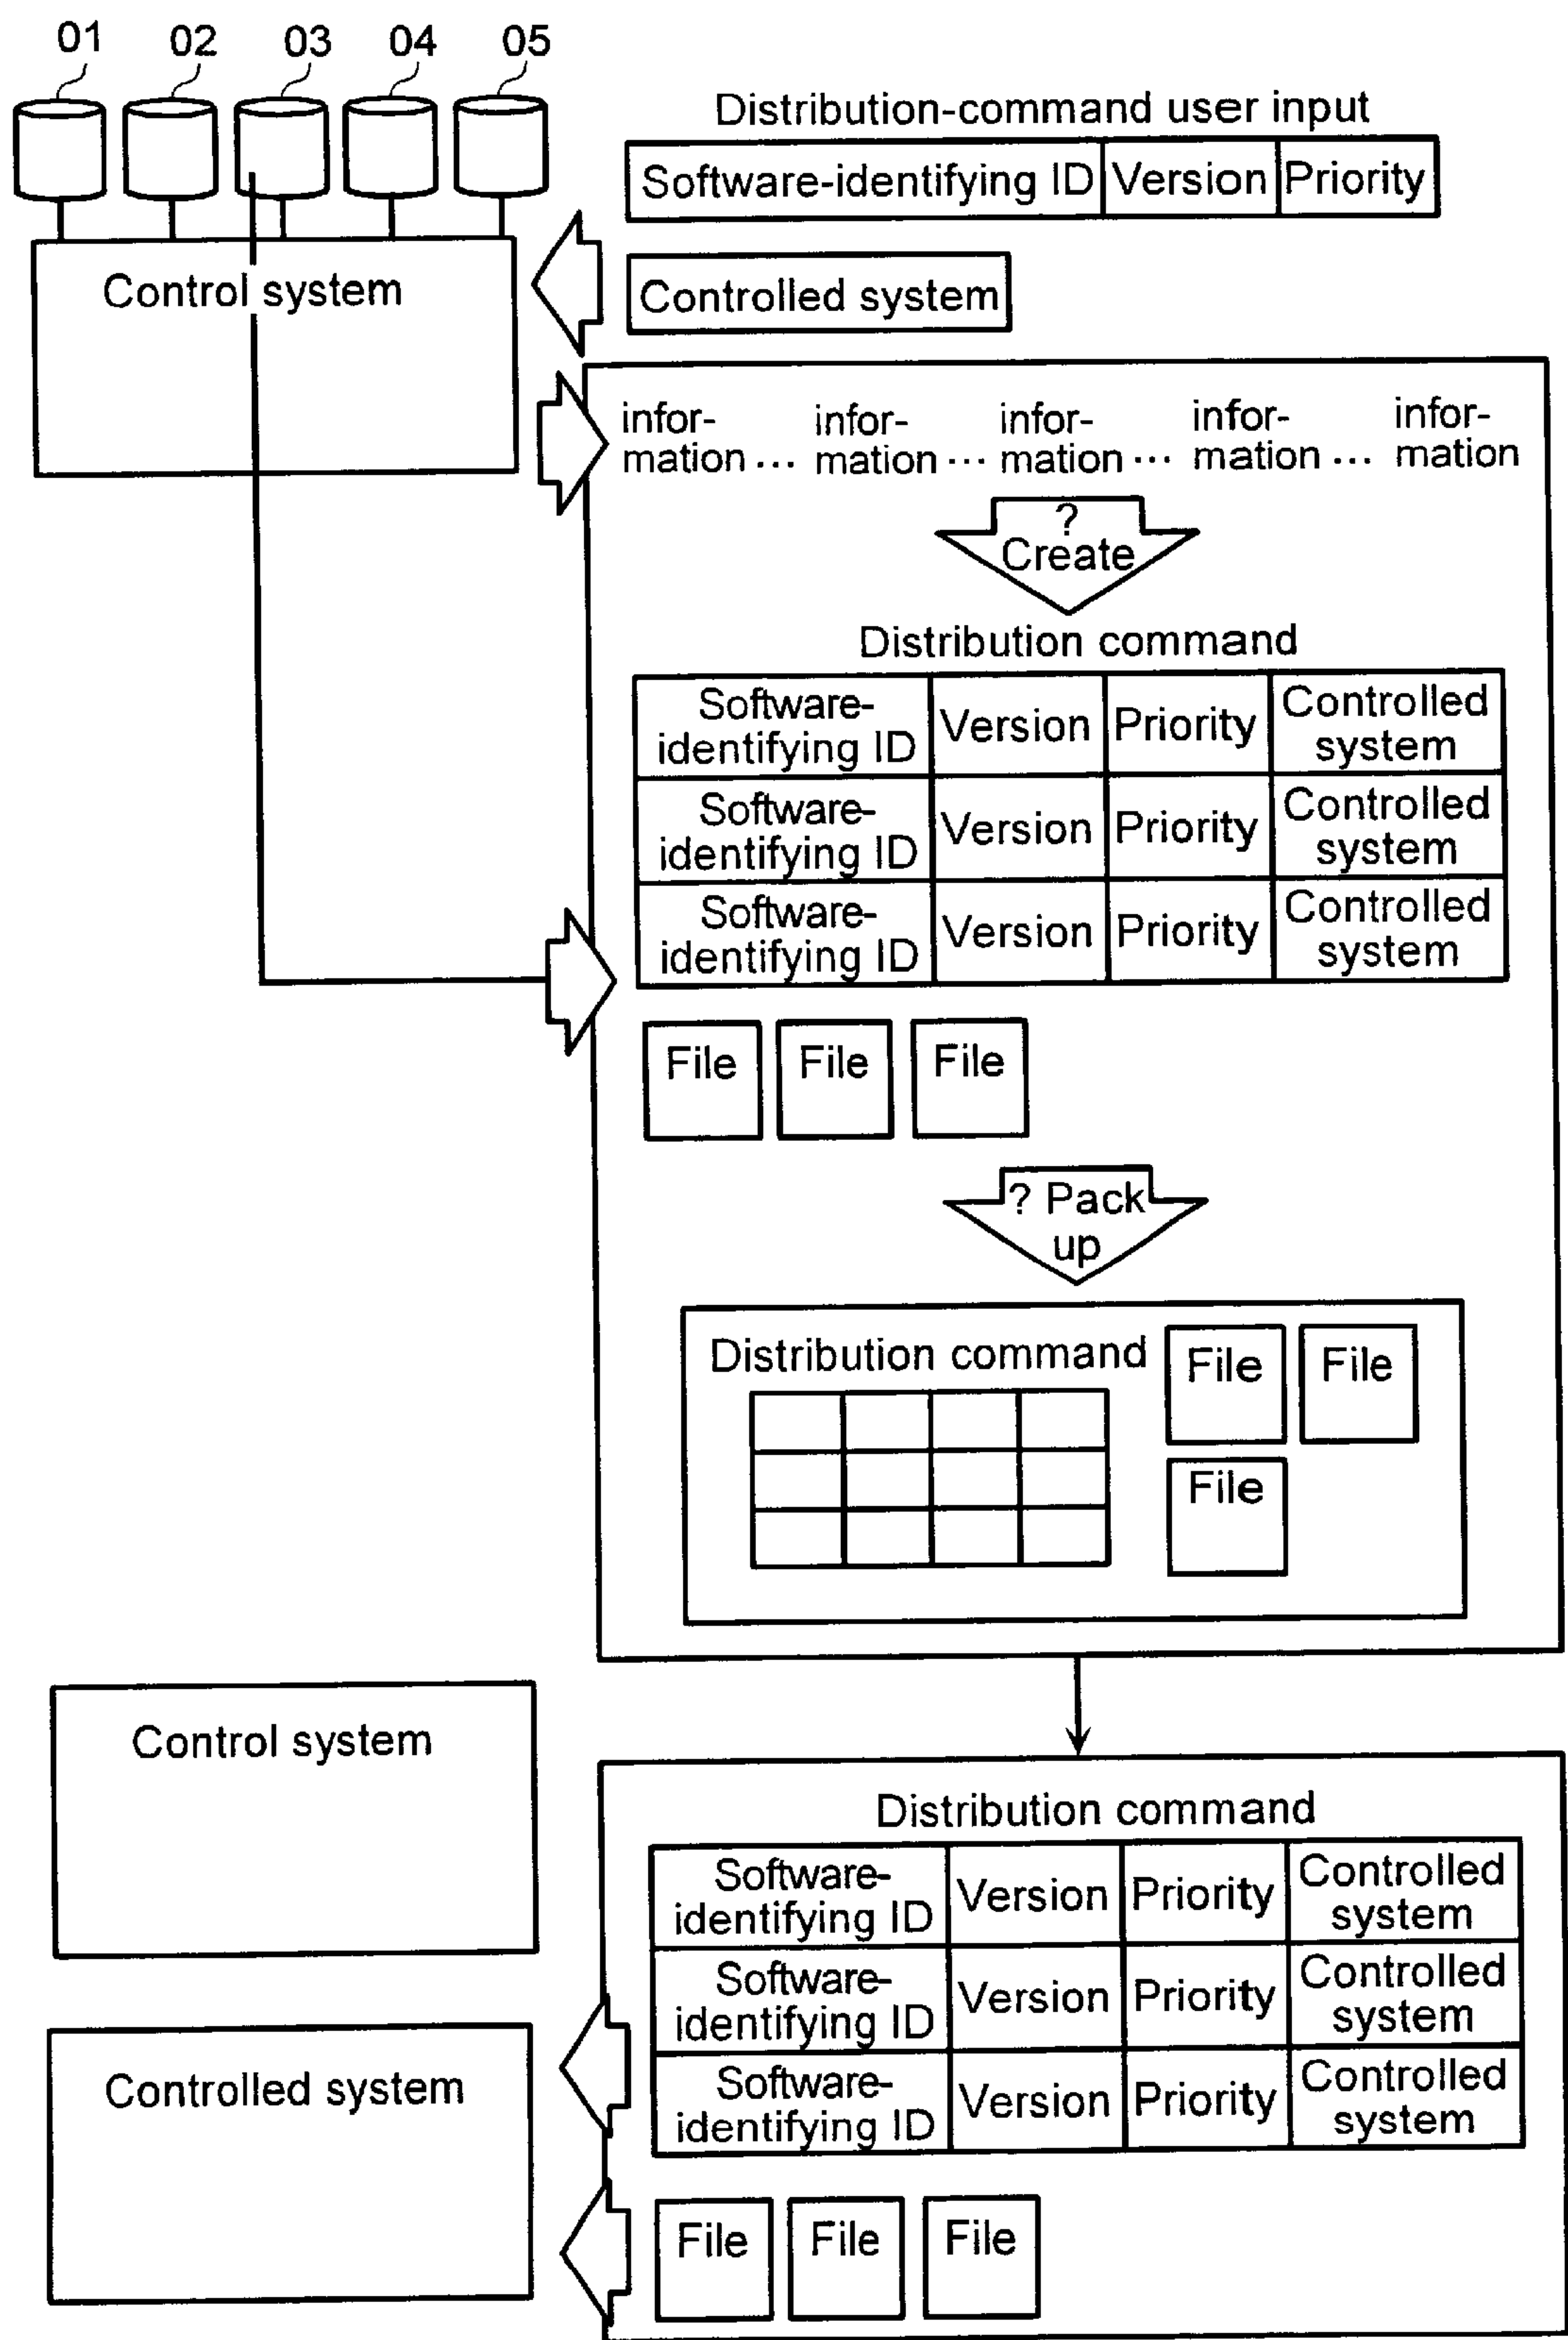 01 02 03 04 05
Distribution-command user input
Software-identifying ID Version Priority
Control system
Controlled system
infor- infor- infor- infor- infor-
mation ... mation ... mation ... mation ... mation
?
Create
Distribution command
Software- Version Priority Controlled
identifying ID system
Software- Version Priority Controlled
identifying ID system
Software- Version Priority Controlled
identifying ID system
File File File
? Pack
up
Distribution command File File
File
Control system
Distribution command
Software- Version Priority Controlled
identifying ID system
Software- Version Priority Controlled
identifying ID system
Software- Version Priority Controlled
identifying ID system
Controlled system
File File File